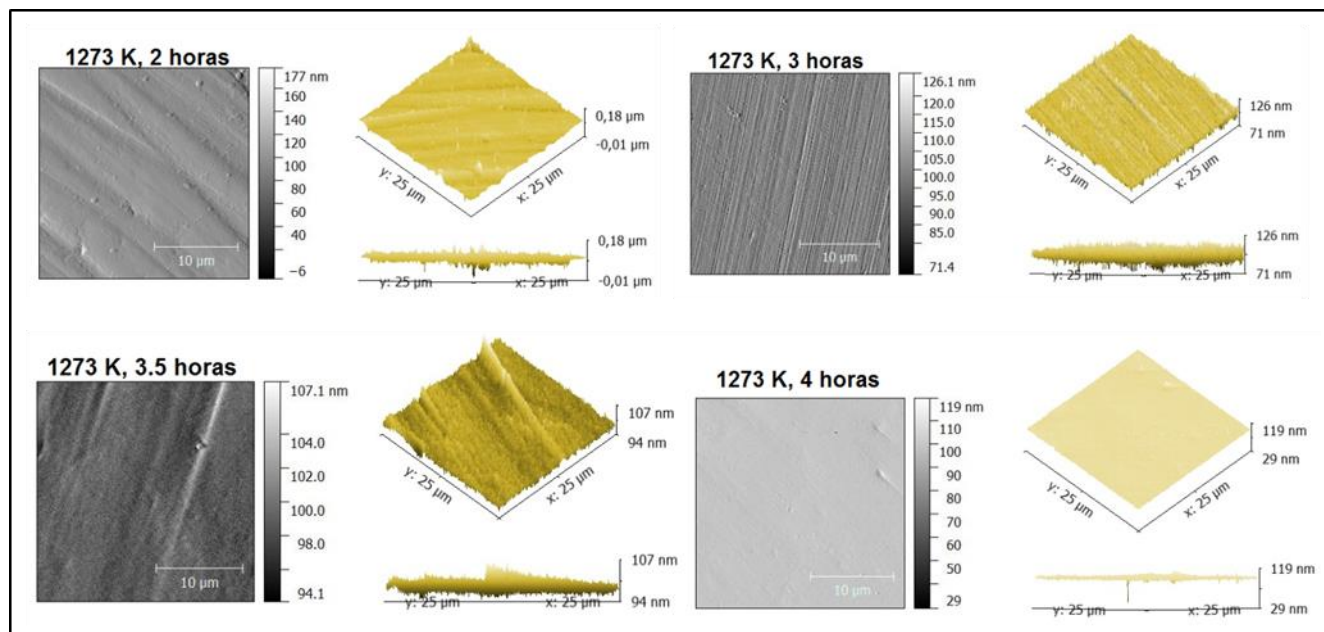 1273 K, 2 horas
177 nm
160
140
120
100
80
60
40
−6
10 µm
0,18 µm
-0,01 µm
y: 25 µm
x: 25 µm
0,18 µm
-0,01 µm
y: 25 µm
x: 25 µm
1273 K, 3 horas
126.1 nm
120.0
115.0
110.0
105.0
100.0
95.0
90.0
85.0
71.4
10 µm
126 nm
71 nm
y: 25 µm
x: 25 µm
126 nm
71 nm
y: 25 µm
x: 25 µm
1273 K, 3.5 horas
107.1 nm
104.0
102.0
100.0
98.0
94.1
10 µm
107 nm
94 nm
y: 25 µm
x: 25 µm
107 nm
94 nm
y: 25 µm
x: 25 µm
1273 K, 4 horas
119 nm
110
100
90
80
70
60
50
29
10 µm
119 nm
29 nm
y: 25 µm
x: 25 µm
119 nm
29 nm
y: 25 µm
x: 25 µm